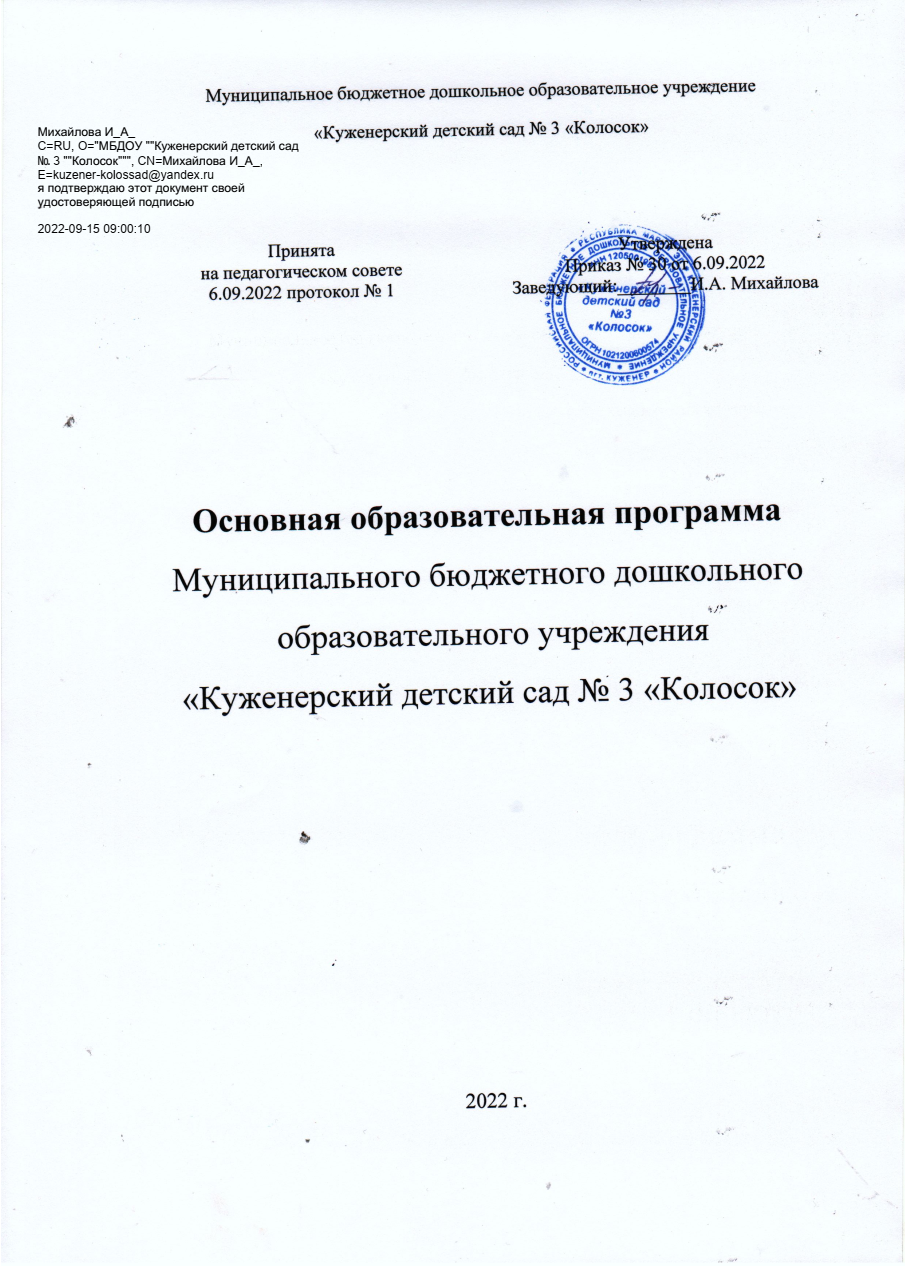 Муниципальное бюджетное дошкольное образовательное учреждение
«Куженерский детский сад № 3 «Колосок»
Михайлова И_А_
C=RU, O="МБДОУ ""Куженерский детский сад
№ 3 ""Колосок""", CN=Михайлова И_А_,
E=kuzener-kolossad@yandex.ru
я подтверждаю этот документ своей
удостоверяющей подписью
2022-09-15 09:00:10
Принята
на педагогическом совете
6.09.2022 протокол № 1
Утверждена
Приказ № 50 от 6.09.2022
Заведующий: И.А. Михайлова
детский сад
№3
«Колосок»
ОГРН 1021200600574
Основная образовательная программа
Муниципального бюджетного дошкольного
образовательного учреждения
«Куженерский детский сад № 3 «Колосок»
2022 г.